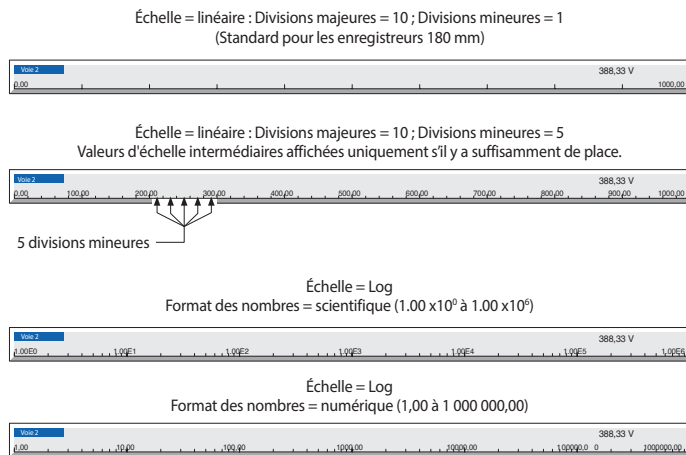 Échelle = linéaire : Divisions majeures = 10 ; Divisions mineures = 1
(Standard pour les enregistreurs 180 mm)
Voie 2 388,33 V
0,00 1000,00
Échelle = linéaire : Divisions majeures = 10 ; Divisions mineures = 5
Valeurs d'échelle intermédiaires affichées uniquement s'il y a suffisamment de place.
Voie 2 388,33 V
0,00 100,00 200,00 300,00 400,00 500,00 600,00 700,00 800,00 900,00 1000,00
5 divisions mineures
Échelle = Log
Format des nombres = scientifique (1.00 x10⁰ à 1.00 x10⁶)
Voie 2 388,33 V
1,00E0 1,00E1 1,00E2 1,00E3 1,00E4 1,00E5 1,00E6
Échelle = Log
Format des nombres = numérique (1,00 à 1 000 000,00)
Voie 2 388,33 V
1,00 10,00 100,00 1000,00 10000,00 100000,0 0 1000000,00